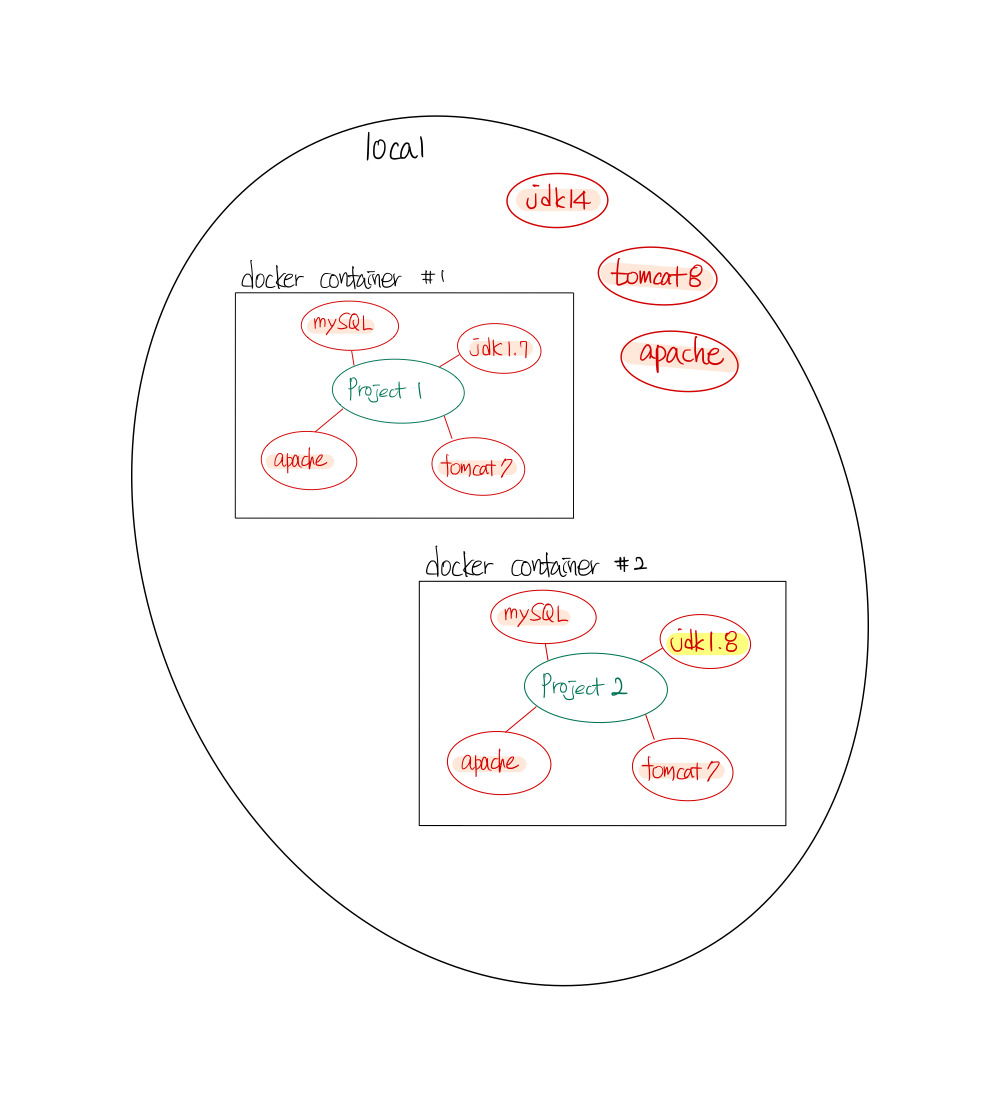 local
jdk14
tomcat8
apache
docker container #1
mySQL
jdk1.7
Project 1
apache
tomcat7
docker container #2
mySQL
jdk1.8
Project 2
apache
tomcat7